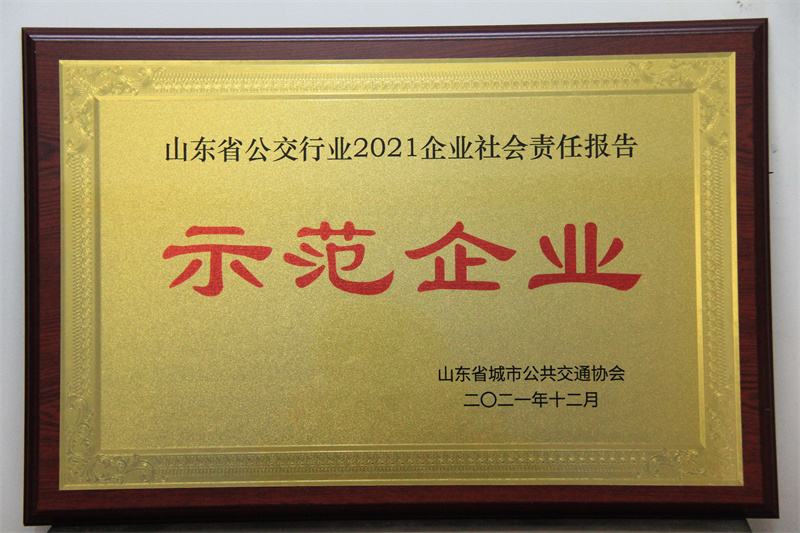 山东省公交行业2021企业社会责任报告
示范企业
山东省城市公共交通协会
二〇二一年十二月